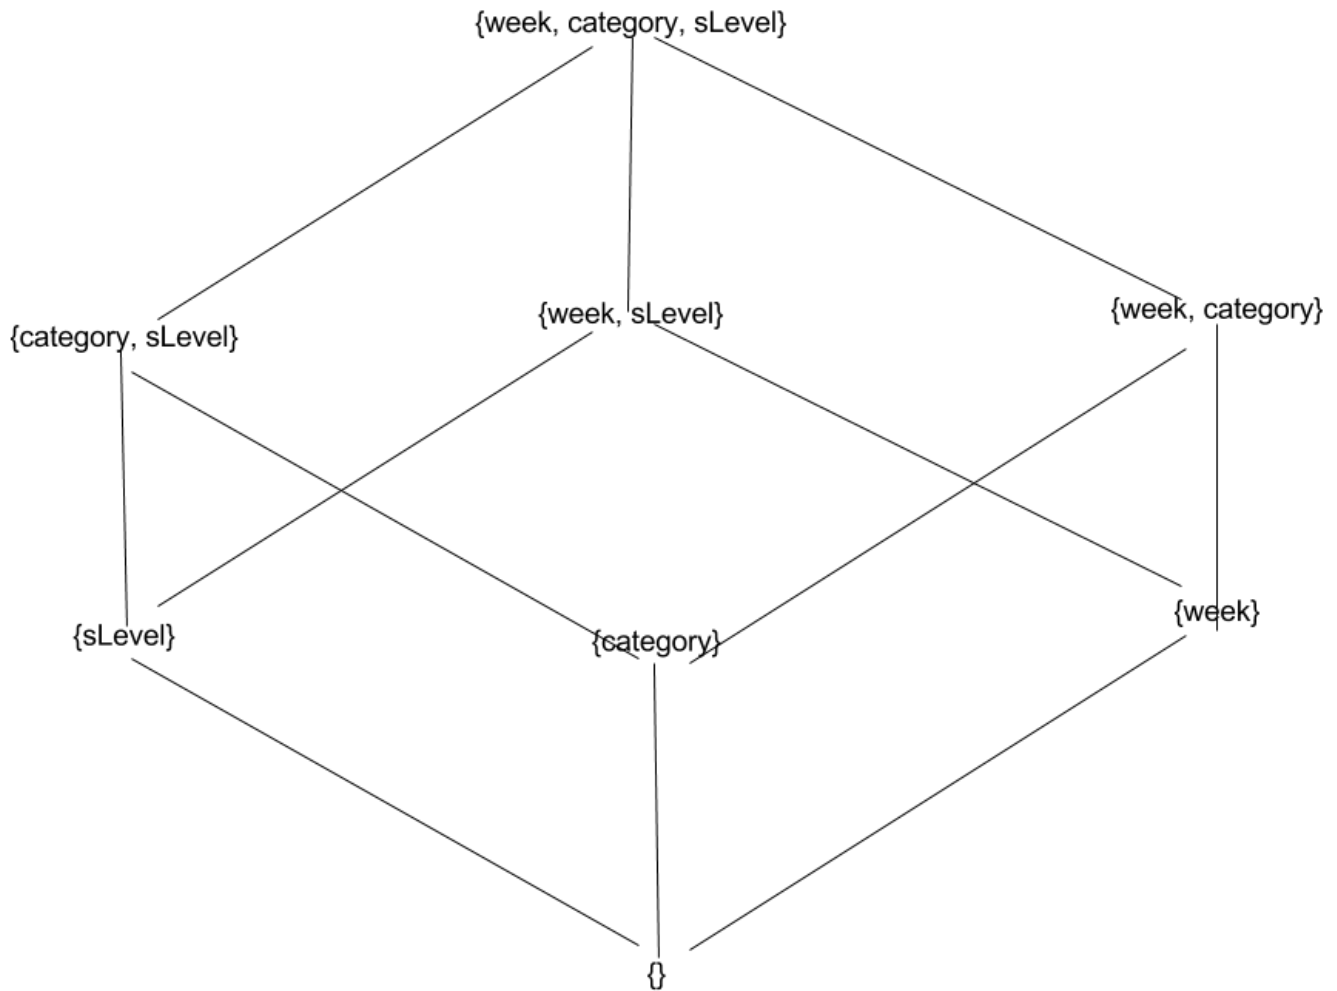 {week, category, sLevel}
{category, sLevel}
{week, sLevel}
{week, category}
{sLevel}
{category}
{week}
{}